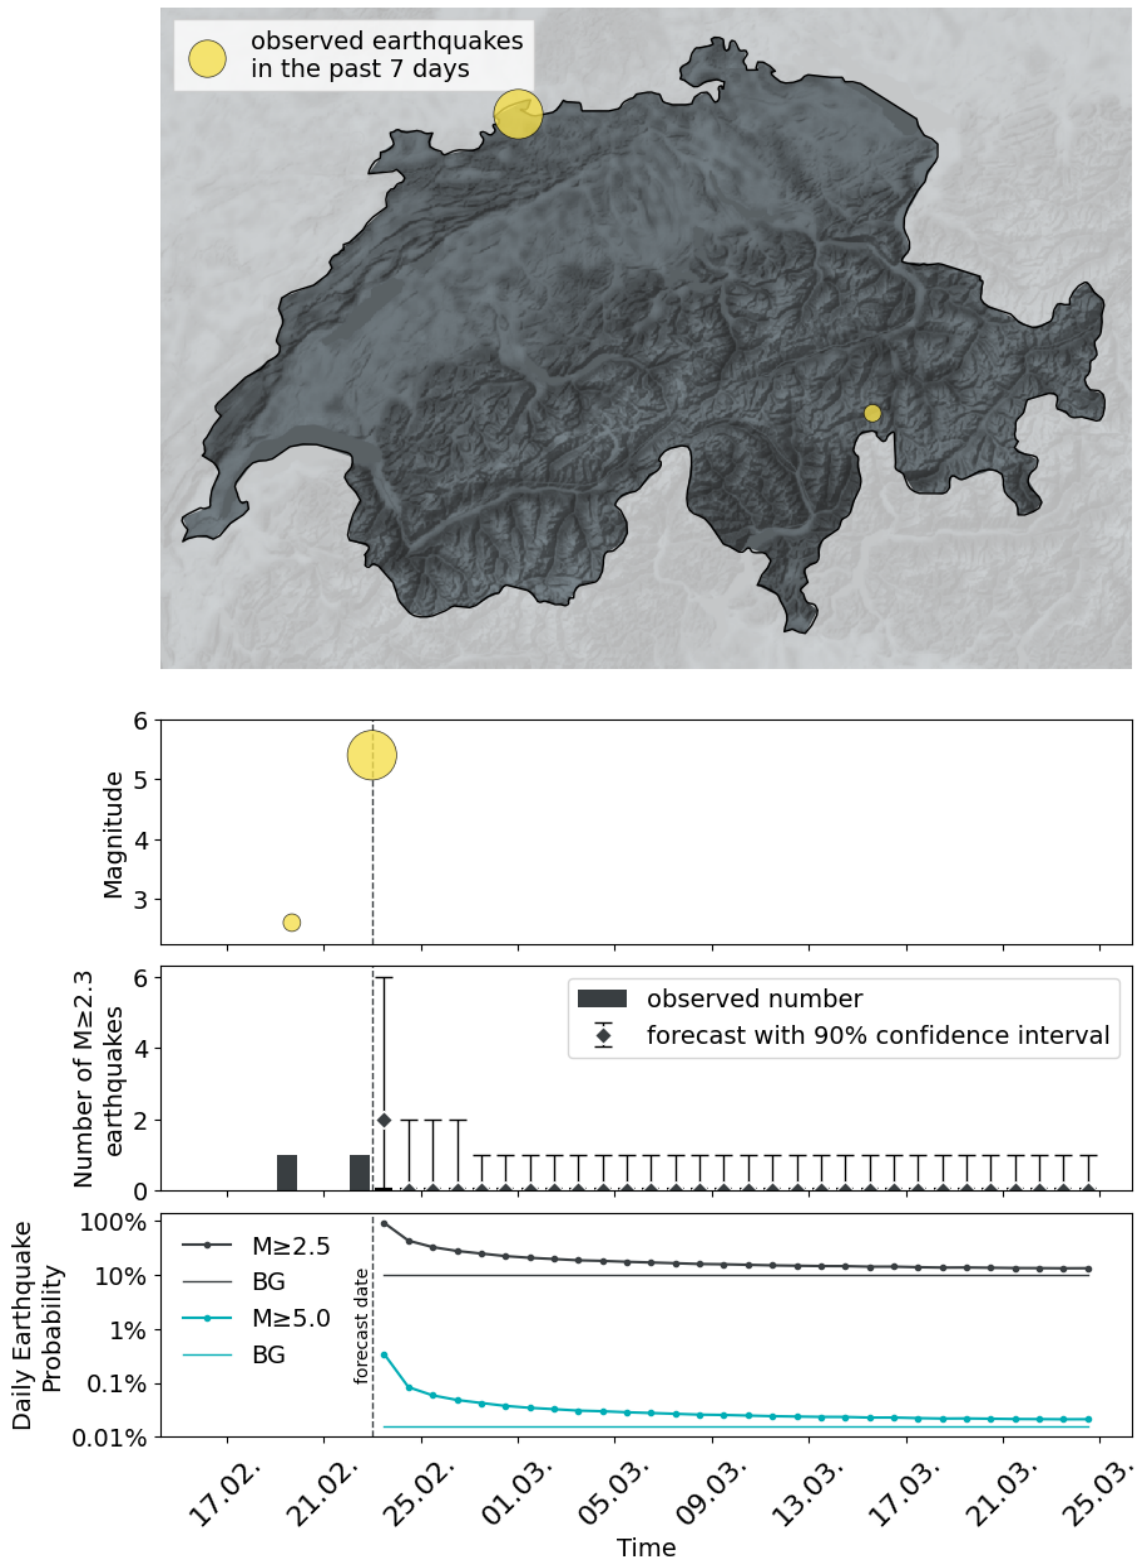 observed earthquakes
in the past 7 days
6
5
4
3
Magnitude
6
4
2
0
Number of M≥2.3
earthquakes
observed number
forecast with 90% confidence interval
100%
10%
1%
0.1%
0.01%
Daily Earthquake
Probability
M≥2.5
BG
M≥5.0
BG
forecast date
17.02.
21.02.
25.02.
01.03.
05.03.
09.03.
13.03.
17.03.
21.03.
25.03.
Time